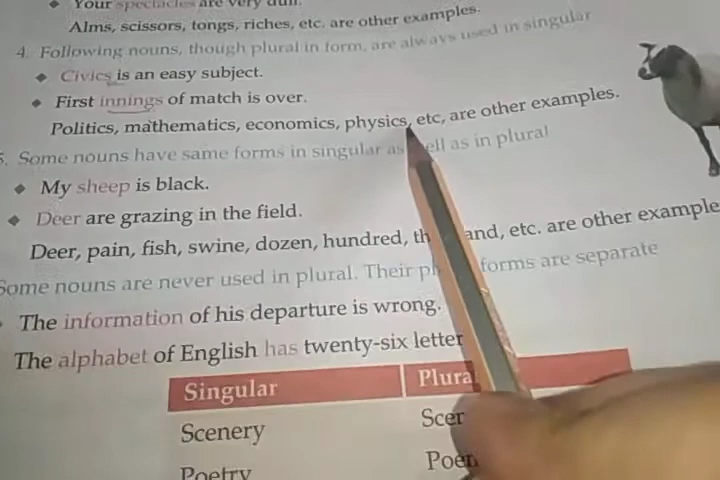 Your spectacles are very dull.
Alms, scissors, tongs, riches, etc. are other examples.
4. Following nouns, though plural in form, are always used in singular
Civics is an easy subject.
First innings of match is over.
Politics, mathematics, economics, physics, etc, are other examples.
5. Some nouns have same forms in singular as ell as in plural
My sheep is black.
Deer are grazing in the field.
Deer, pain, fish, swine, dozen, hundred, th and, etc. are other example
Some nouns are never used in plural. Their forms are separate
The information of his departure is wrong.
The alphabet of English has twenty-six letter
Singular Plura
Scenery Scen
Poetry Poem